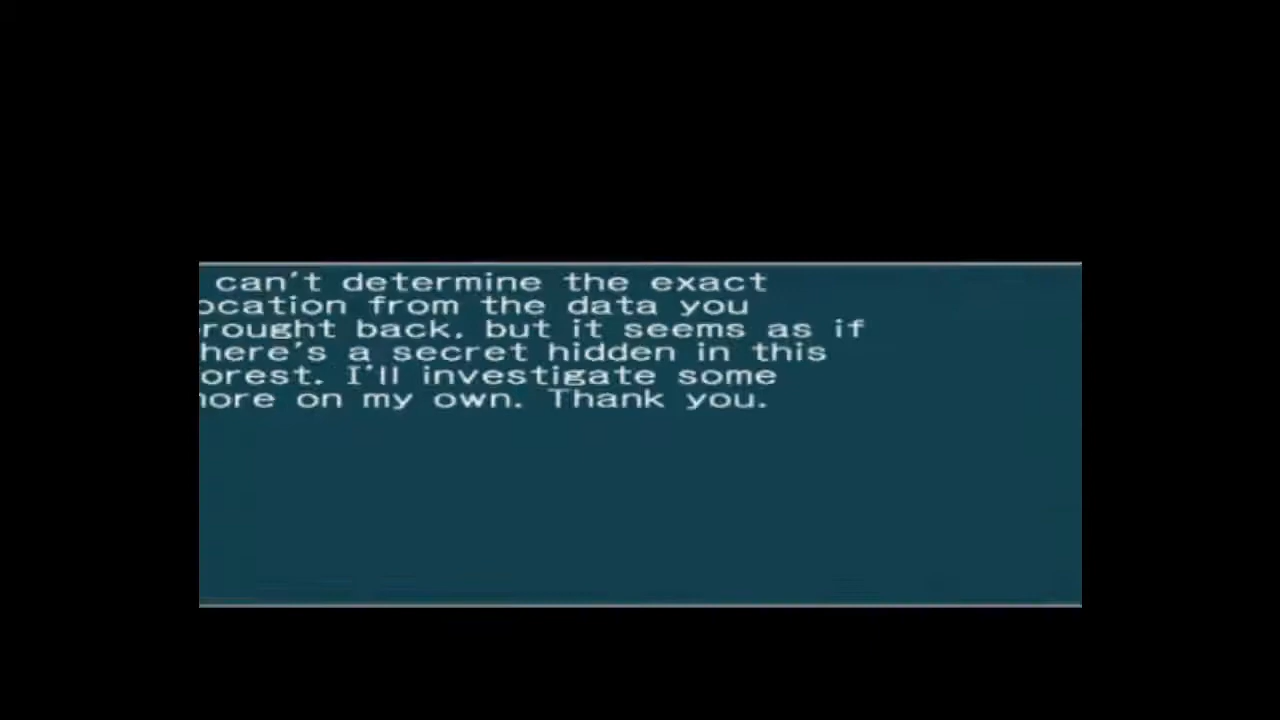 can't determine the exact
ocation from the data you
rought back, but it seems as if
here's a secret hidden in this
orest. I'll investigate some
ore on my own. Thank you.